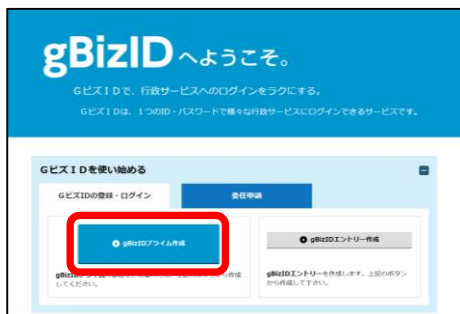 gBizIDへようこそ。
GビズIDで、行政サービスへのログインをラクにする。
GビズIDは、1つのID・パスワードで様々な行政サービスにログインできるサービスです。
GビズIDを使い始める
GビズIDの登録・ログイン
委任申請
gBizIDプライム作成
gBizIDエントリー作成
作成
してください。
gBizIDエントリーを作成します。上記のボタン
から作成して下さい。